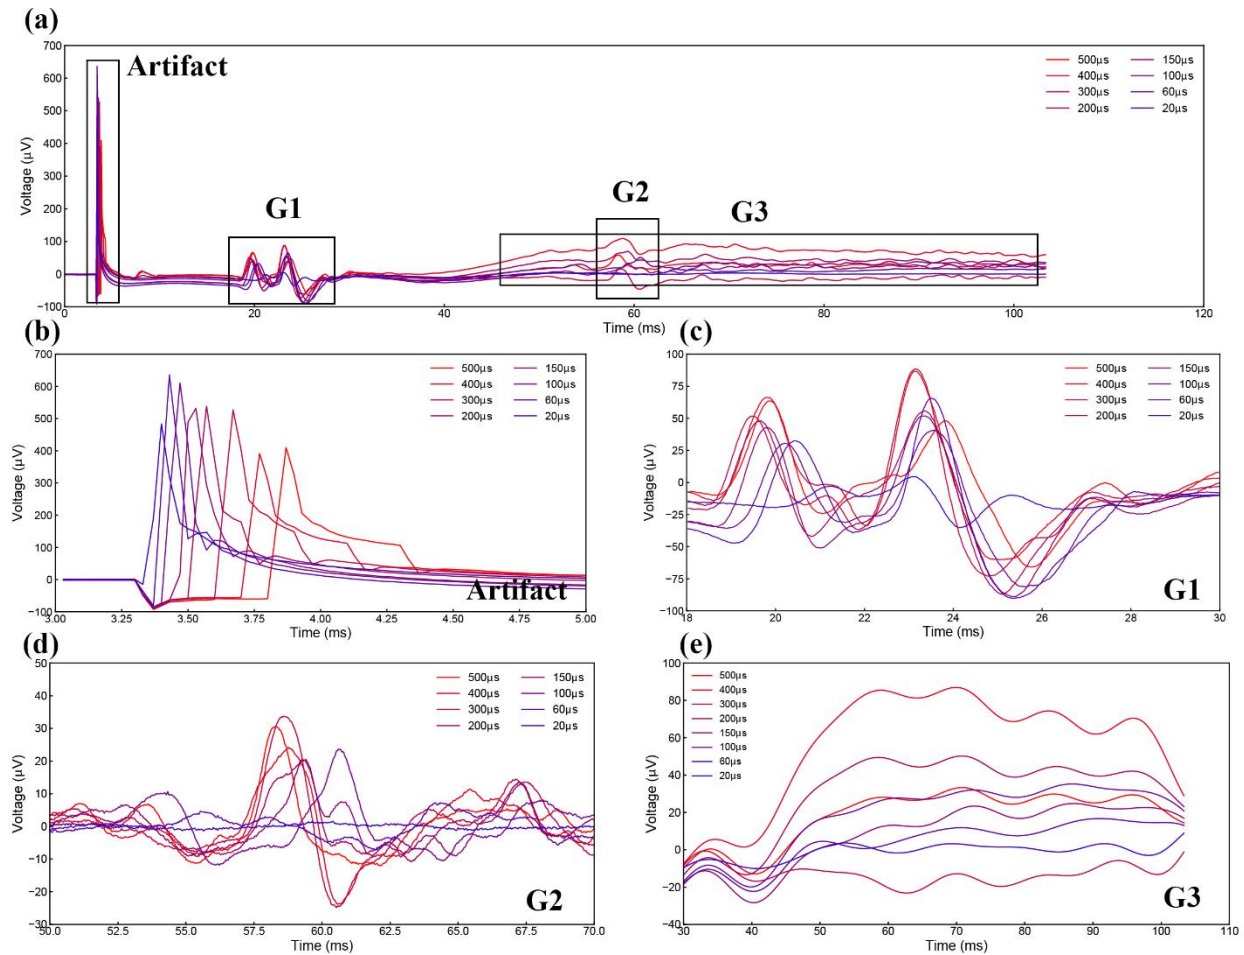 (a)
700
600
500
400
300
200
100
0
−100
Voltage (μV)
Artifact
G1
G2
G3
500μs 150μs
400μs 100μs
300μs 60μs
200μs 20μs
0 20 40 60 80 100 120
Time (ms)
(b)
700
600
500
400
300
200
100
0
−100
Voltage (μV)
500μs 150μs
400μs 100μs
300μs 60μs
200μs 20μs
Artifact
3.00 3.25 3.50 3.75 4.00 4.25 4.50 4.75 5.00
Time (ms)
(c)
100
75
50
25
0
−25
−50
−75
−100
Voltage (μV)
500μs 150μs
400μs 100μs
300μs 60μs
200μs 20μs
G1
18 20 22 24 26 28 30
Time (ms)
(d)
50
40
30
20
10
0
−10
−20
−30
Voltage (μV)
500μs 150μs
400μs 100μs
300μs 60μs
200μs 20μs
G2
50.0 52.5 55.0 57.5 60.0 62.5 65.0 67.5 70.0
Time (ms)
(e)
100
80
60
40
20
0
−20
−40
Voltage (μV)
500μs
400μs
300μs
200μs
150μs
100μs
60μs
20μs
G3
30 40 50 60 70 80 90 100 110
Time (ms)